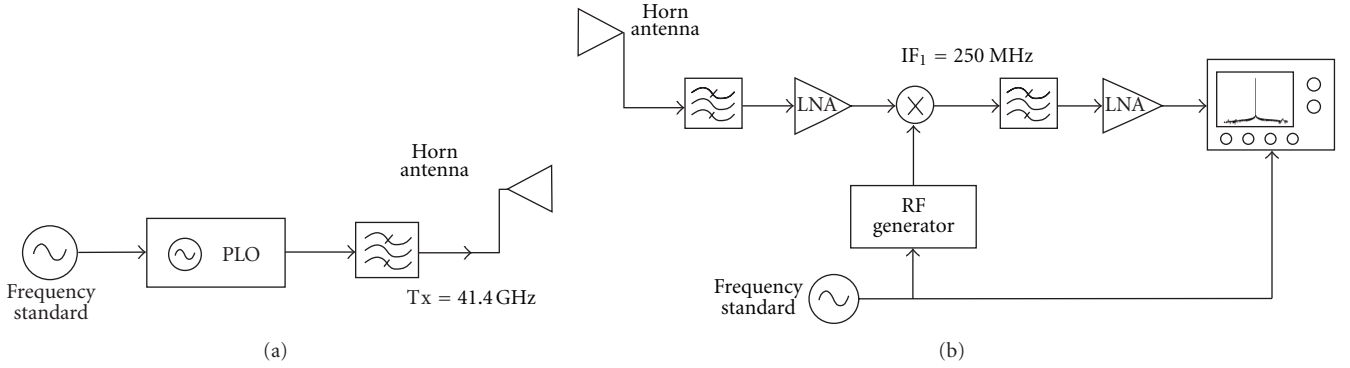 Horn
antenna
Frequency
standard
PLO
Tx = 41.4 GHz
(a)
Horn
antenna
LNA
IF₁ = 250 MHz
LNA
RF
generator
Frequency
standard
(b)